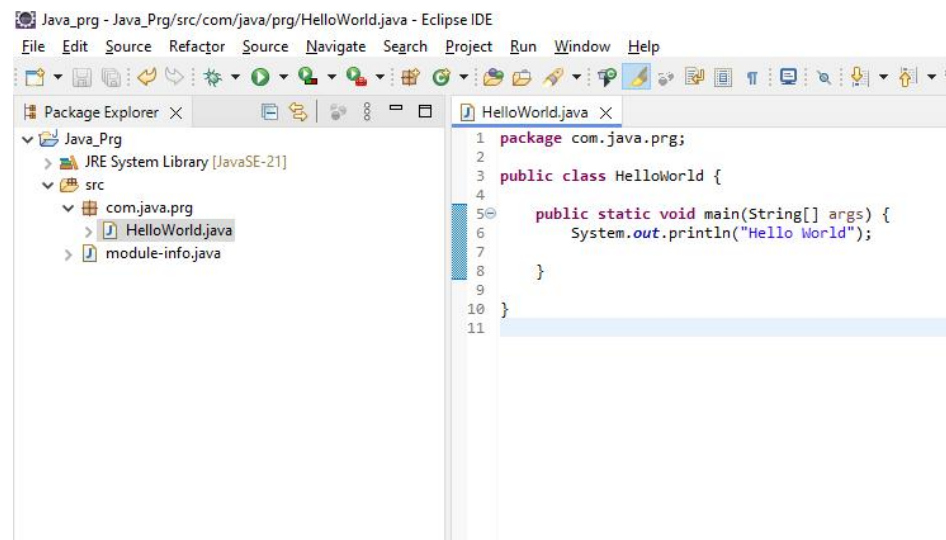 Java_prg - Java_Prg/src/com/java/prg/HelloWorld.java - Eclipse IDE
File Edit Source Refactor Source Navigate Search Project Run Window Help
Package Explorer
Java_Prg
JRE System Library [JavaSE-21]
src
com.java.prg
HelloWorld.java
module-info.java
HelloWorld.java
1 package com.java.prg;
2
3 public class HelloWorld {
4
5 public static void main(String[] args) {
6 System.out.println("Hello World");
7
8 }
9
10 }
11